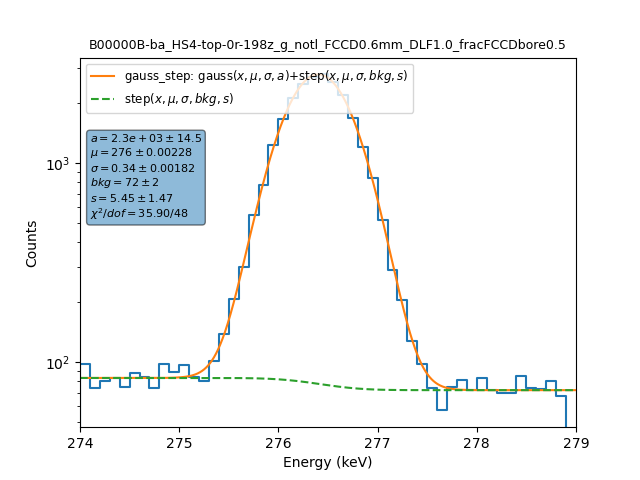 B00000B-ba_HS4-top-0r-198z_g_notl_FCCD0.6mm_DLF1.0_fracFCCDbore0.5
gauss_step: gauss(x, μ, σ, a)+step(x, μ, σ, bkg, s)
step(x, μ, σ, bkg, s)
a = 2.3e + 03 ± 14.5
μ = 276 ± 0.00228
σ = 0.34 ± 0.00182
bkg = 72 ± 2
s = 5.45 ± 1.47
χ²/dof = 35.90/48
10³
10²
Counts
274 275 276 277 278 279
Energy (keV)